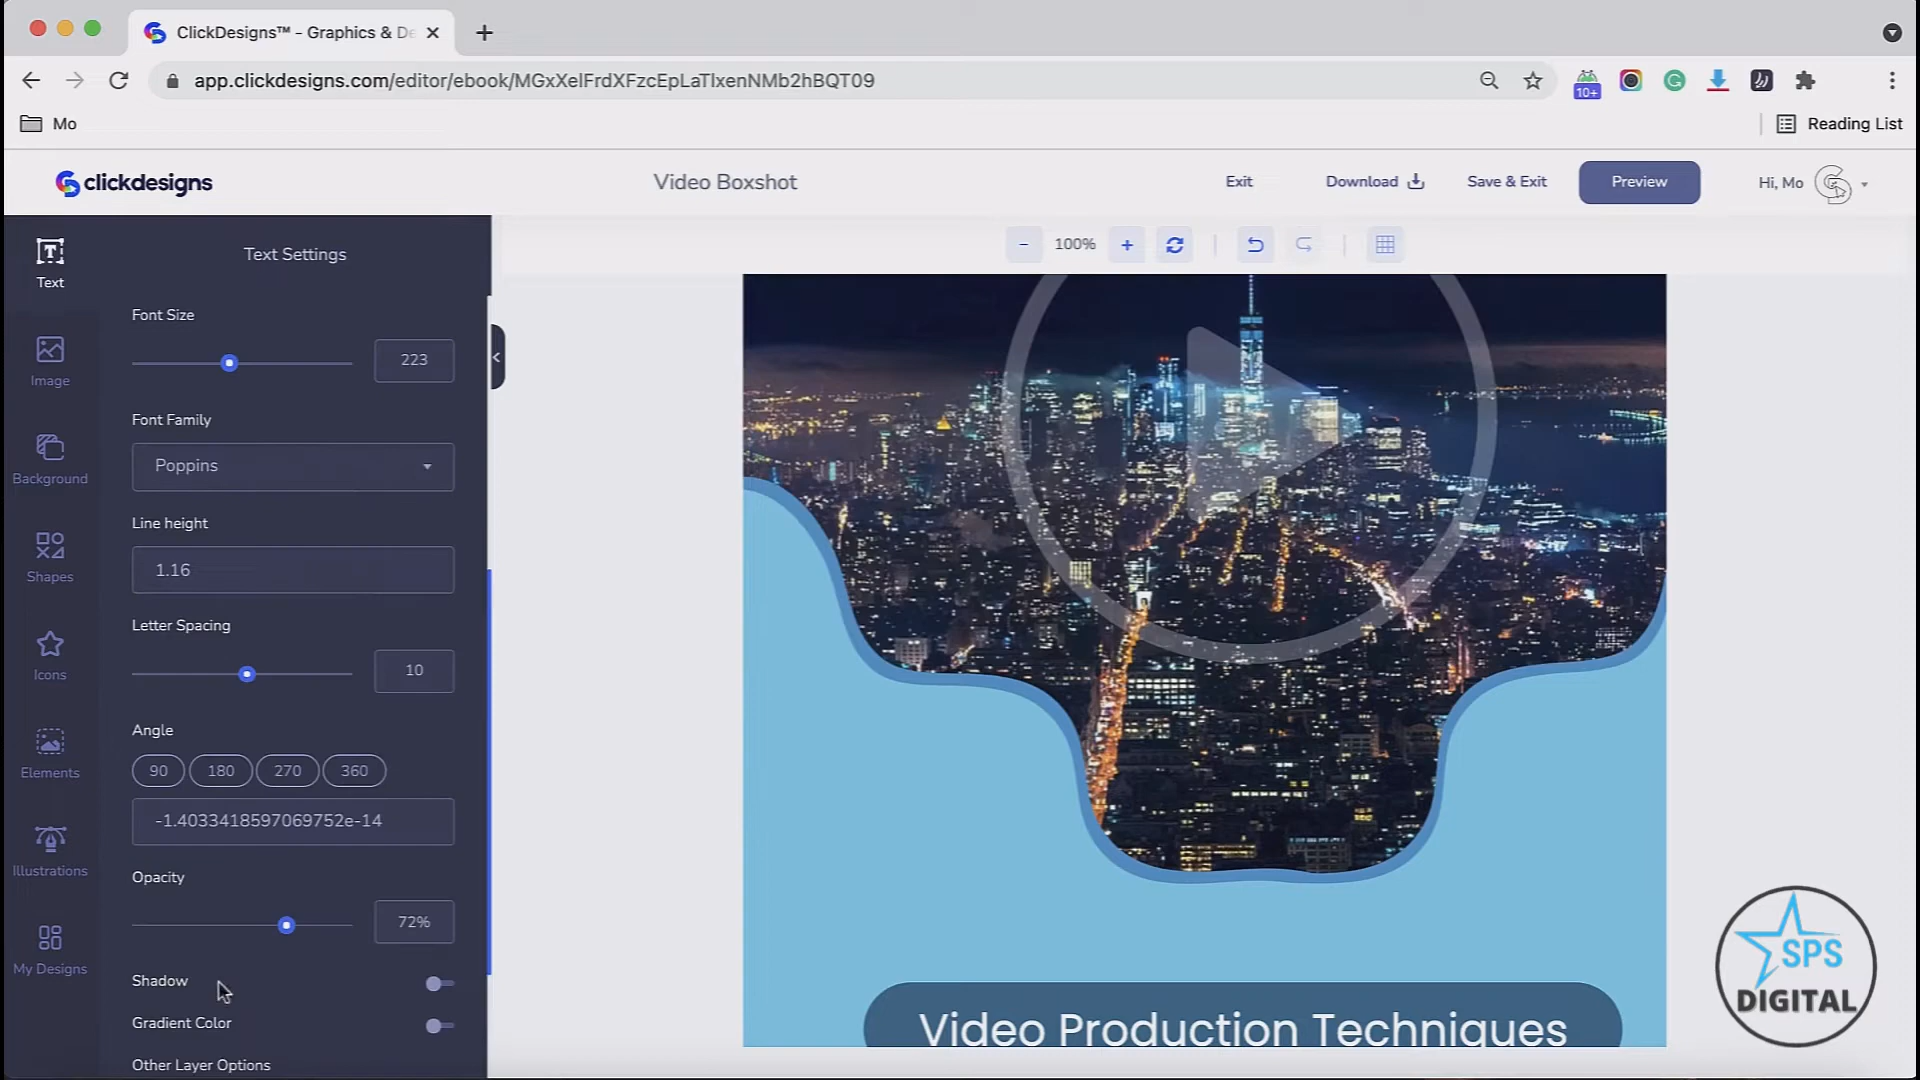 ClickDesigns™ - Graphics & De
app.clickdesigns.com/editor/ebook/MGxXelFrdXFzcEpLaTlxenNMb2hBQT09
10+
Mo
Reading List
clickdesigns
Video Boxshot
Exit
Download
Save & Exit
Preview
Hi, Mo
Text
Text Settings
100%
Font Size
223
Image
Font Family
Poppins
Background
Line height
1.16
Shapes
Letter Spacing
10
Icons
Angle
90
180
270
360
Elements
-1.4033418597069752e-14
Illustrations
Opacity
72%
My Designs
Shadow
Gradient Color
Other Layer Options
Video Production Techniques
SPS
DIGITAL